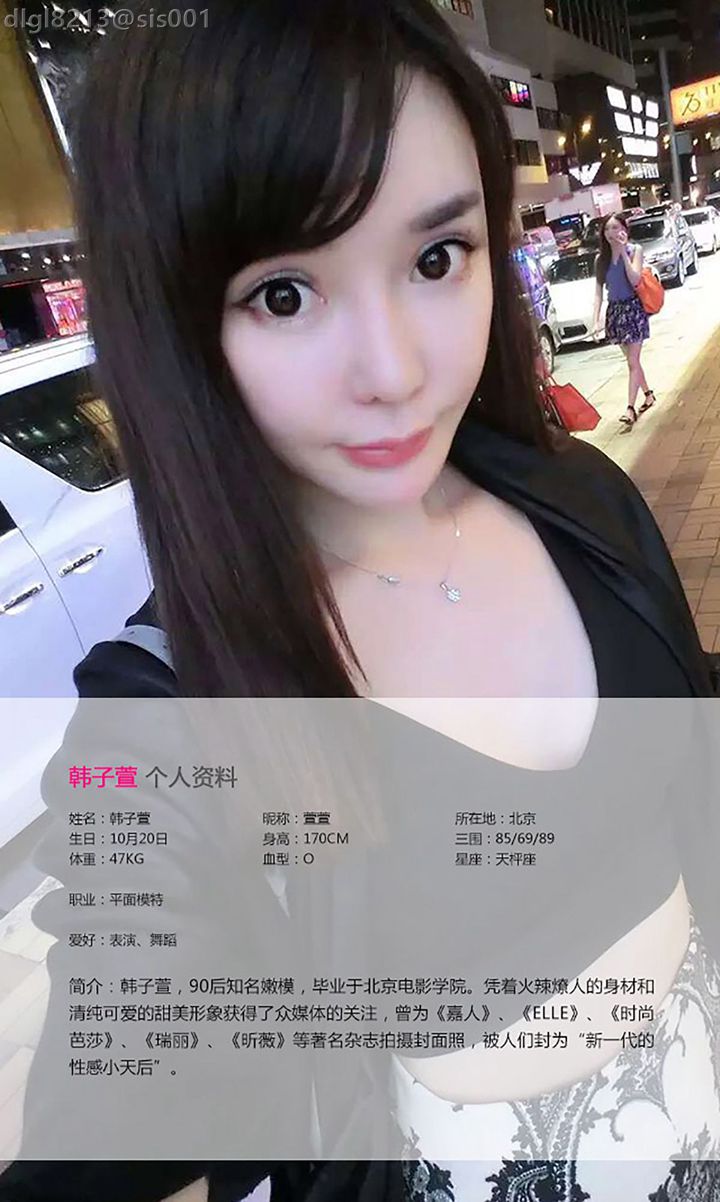 dlgl8213@sis001
韩子萱 个人资料
姓名：韩子萱 昵称：萱萱 所在地：北京
生日：10月20日 身高：170CM 三围：85/69/89
体重：47KG 血型：O 星座：天枰座
职业：平面模特
爱好：表演、舞蹈
简介：韩子萱，90后知名嫩模，毕业于北京电影学院。凭着火辣燎人的身材和
清纯可爱的甜美形象获得了众媒体的关注，曾为《嘉人》、《ELLE》、《时尚
芭莎》、《瑞丽》、《昕薇》等著名杂志拍摄封面照，被人们封为“新一代的
性感小天后”。